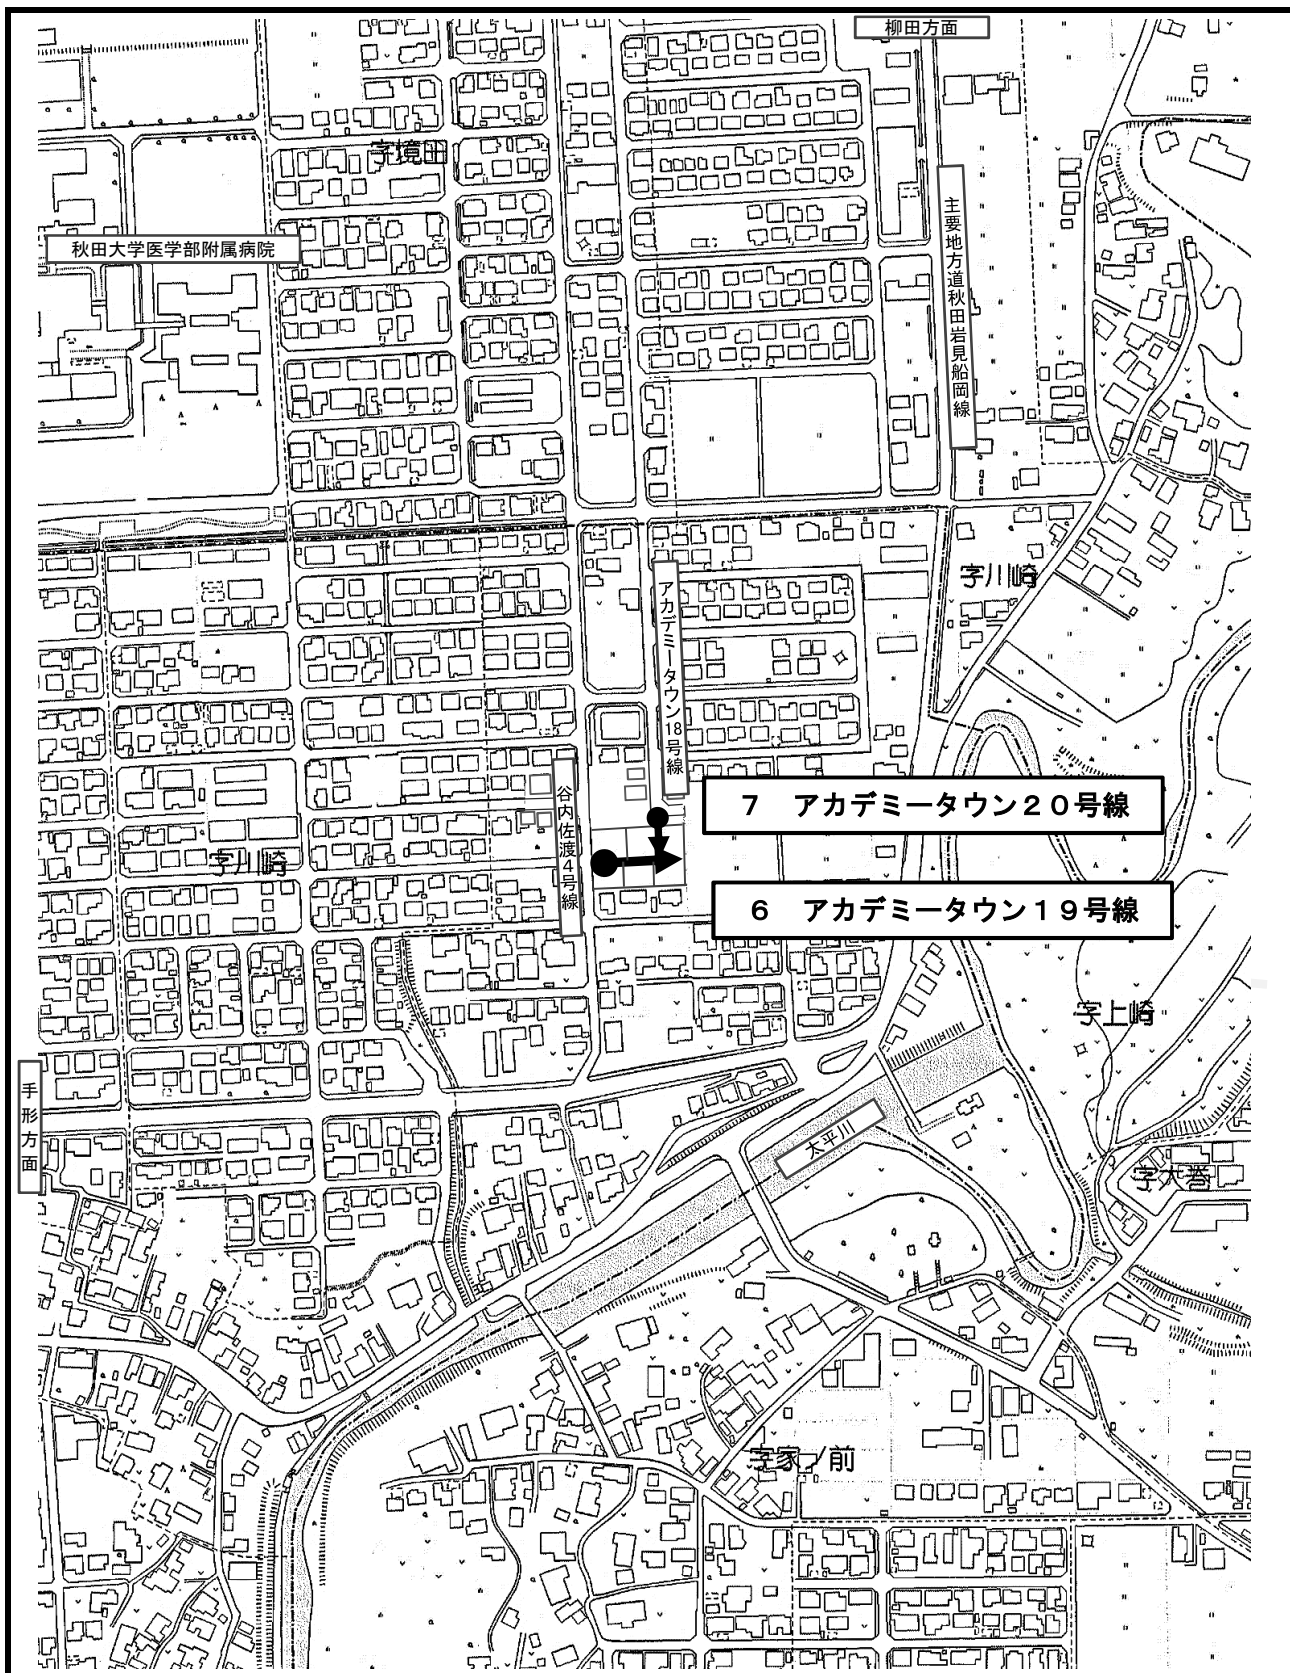 柳田方面
字境田
秋田大学医学部附属病院
主要地方道秋田岩見船岡線
字川崎
アカデミータウン18号線
谷内佐渡4号線
7 アカデミータウン20号線
字川崎
6 アカデミータウン19号線
字上崎
手形方面
太平川
字大巻
字家ノ前